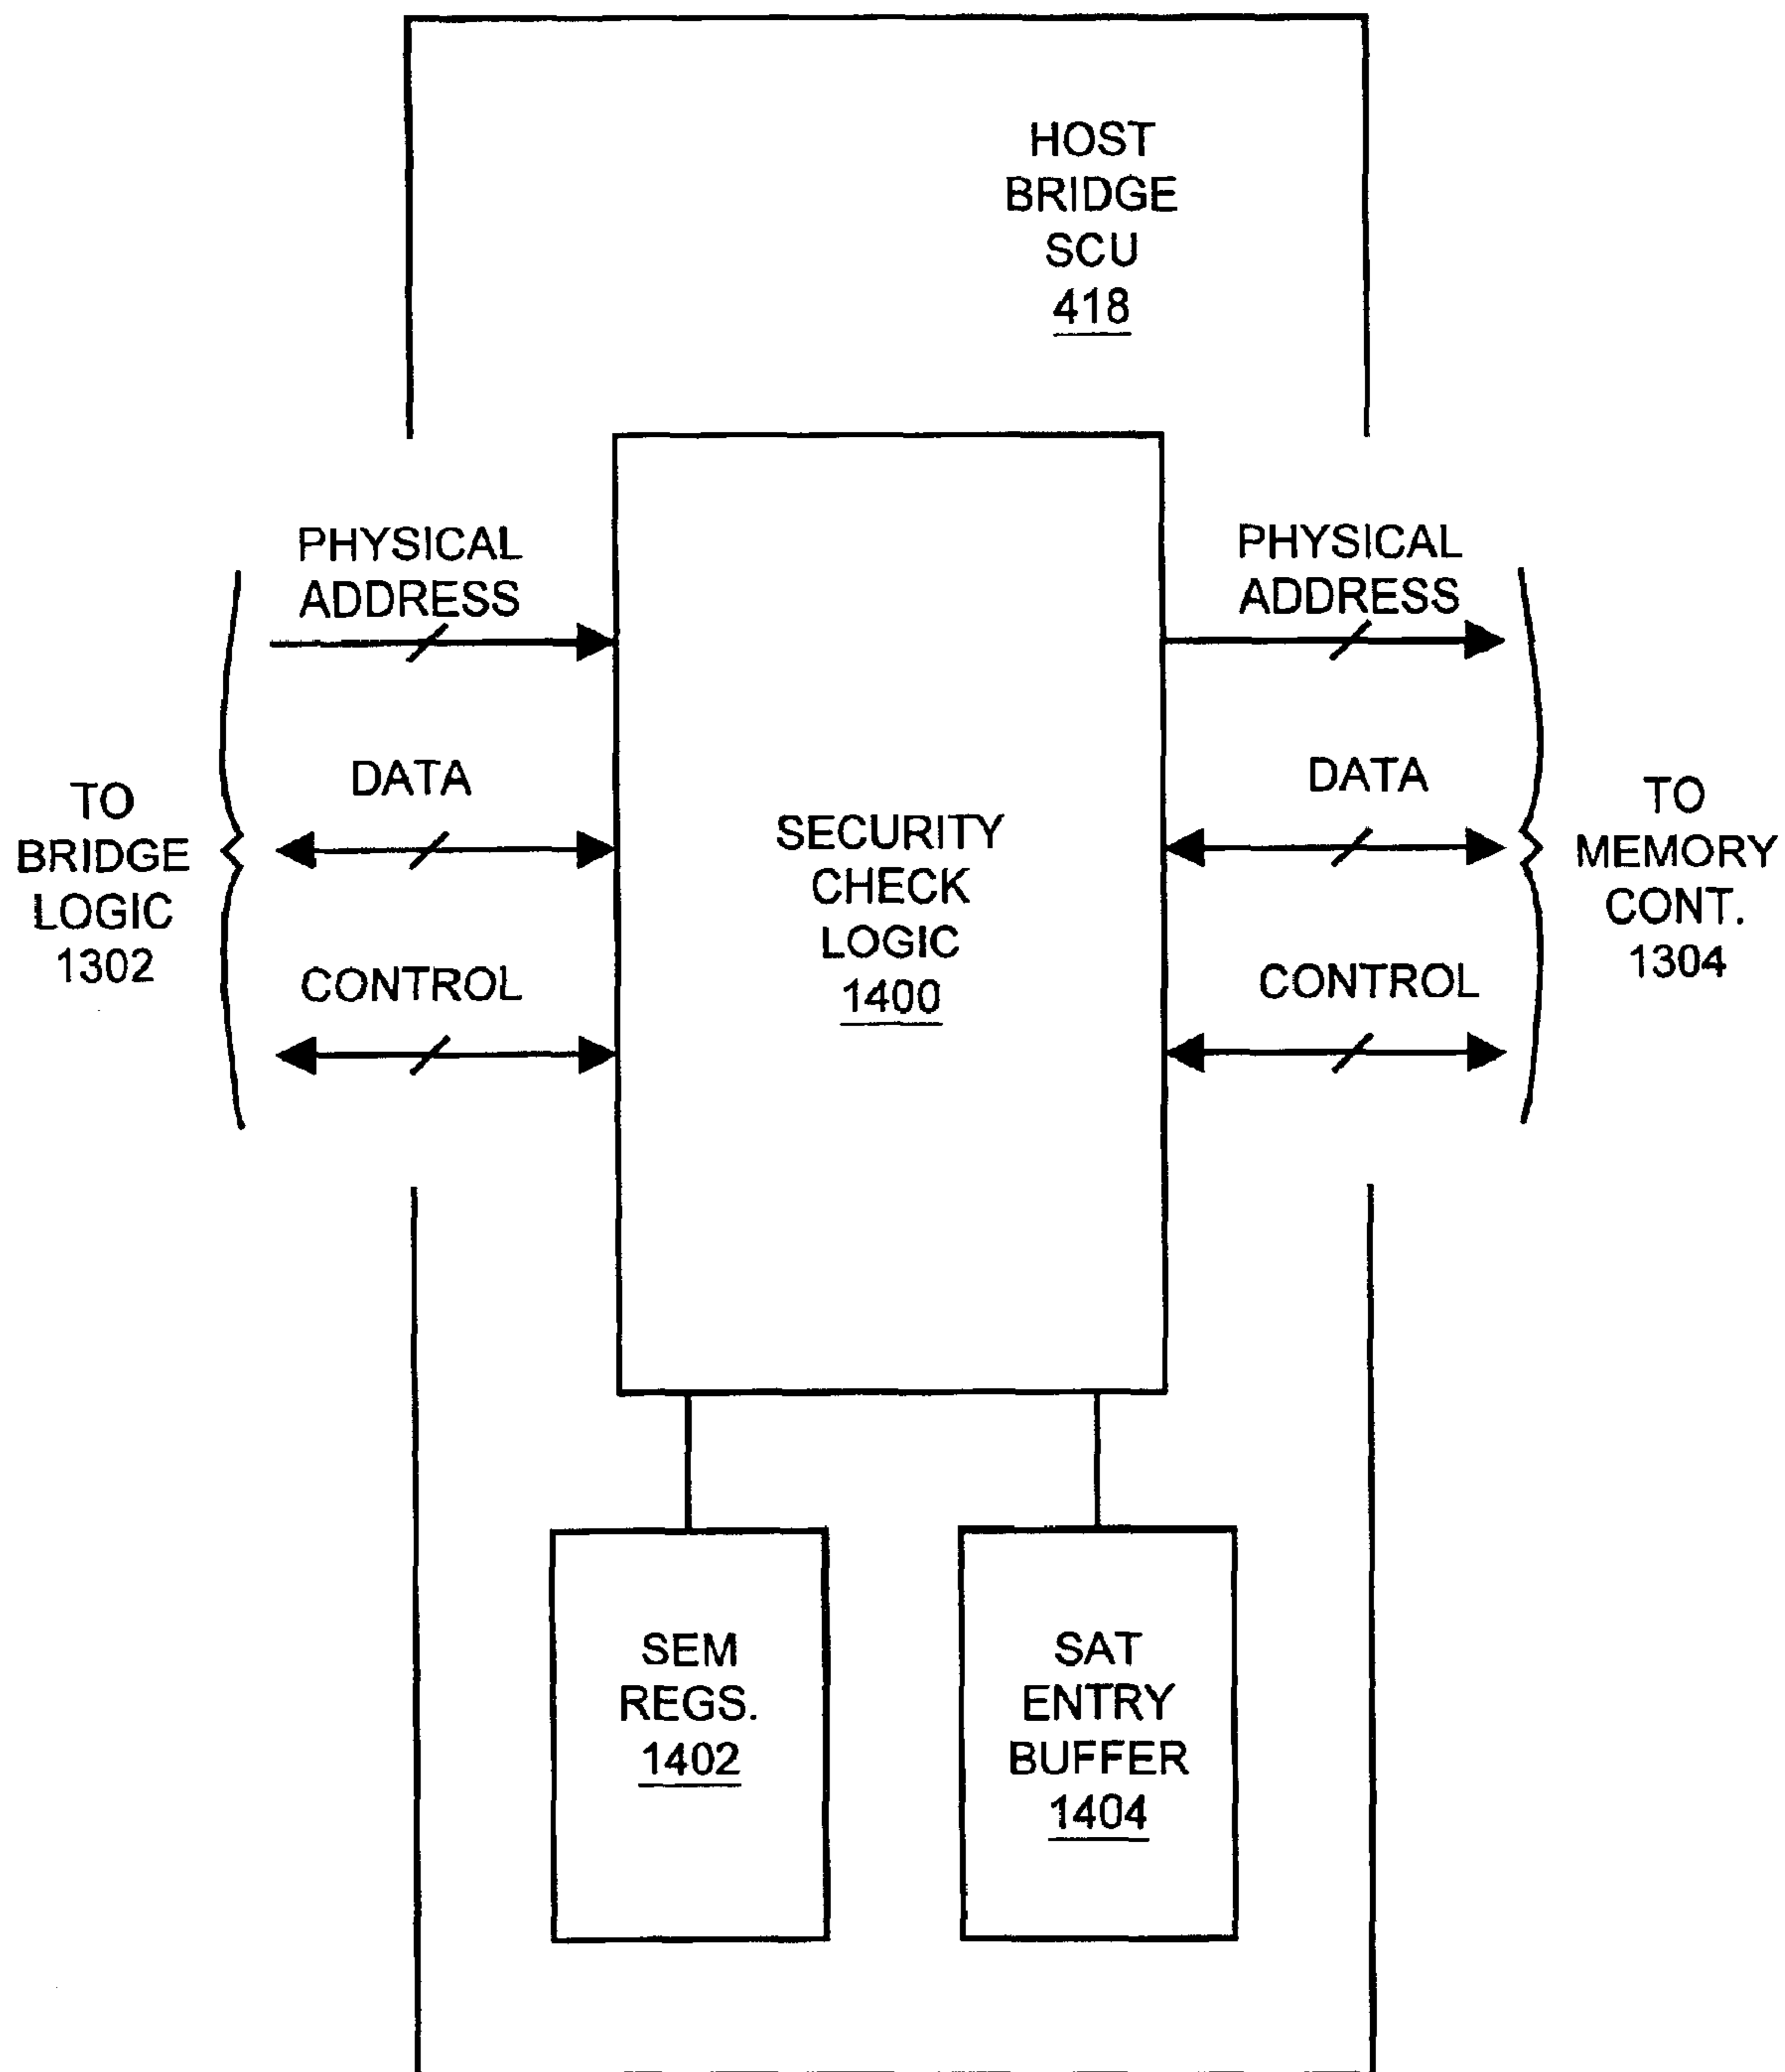 HOST
BRIDGE
SCU
418
PHYSICAL
ADDRESS
PHYSICAL
ADDRESS
DATA
DATA
TO
BRIDGE
LOGIC
1302
SECURITY
CHECK
LOGIC
1400
TO
MEMORY
CONT.
1304
CONTROL
CONTROL
SEM
REGS.
1402
SAT
ENTRY
BUFFER
1404